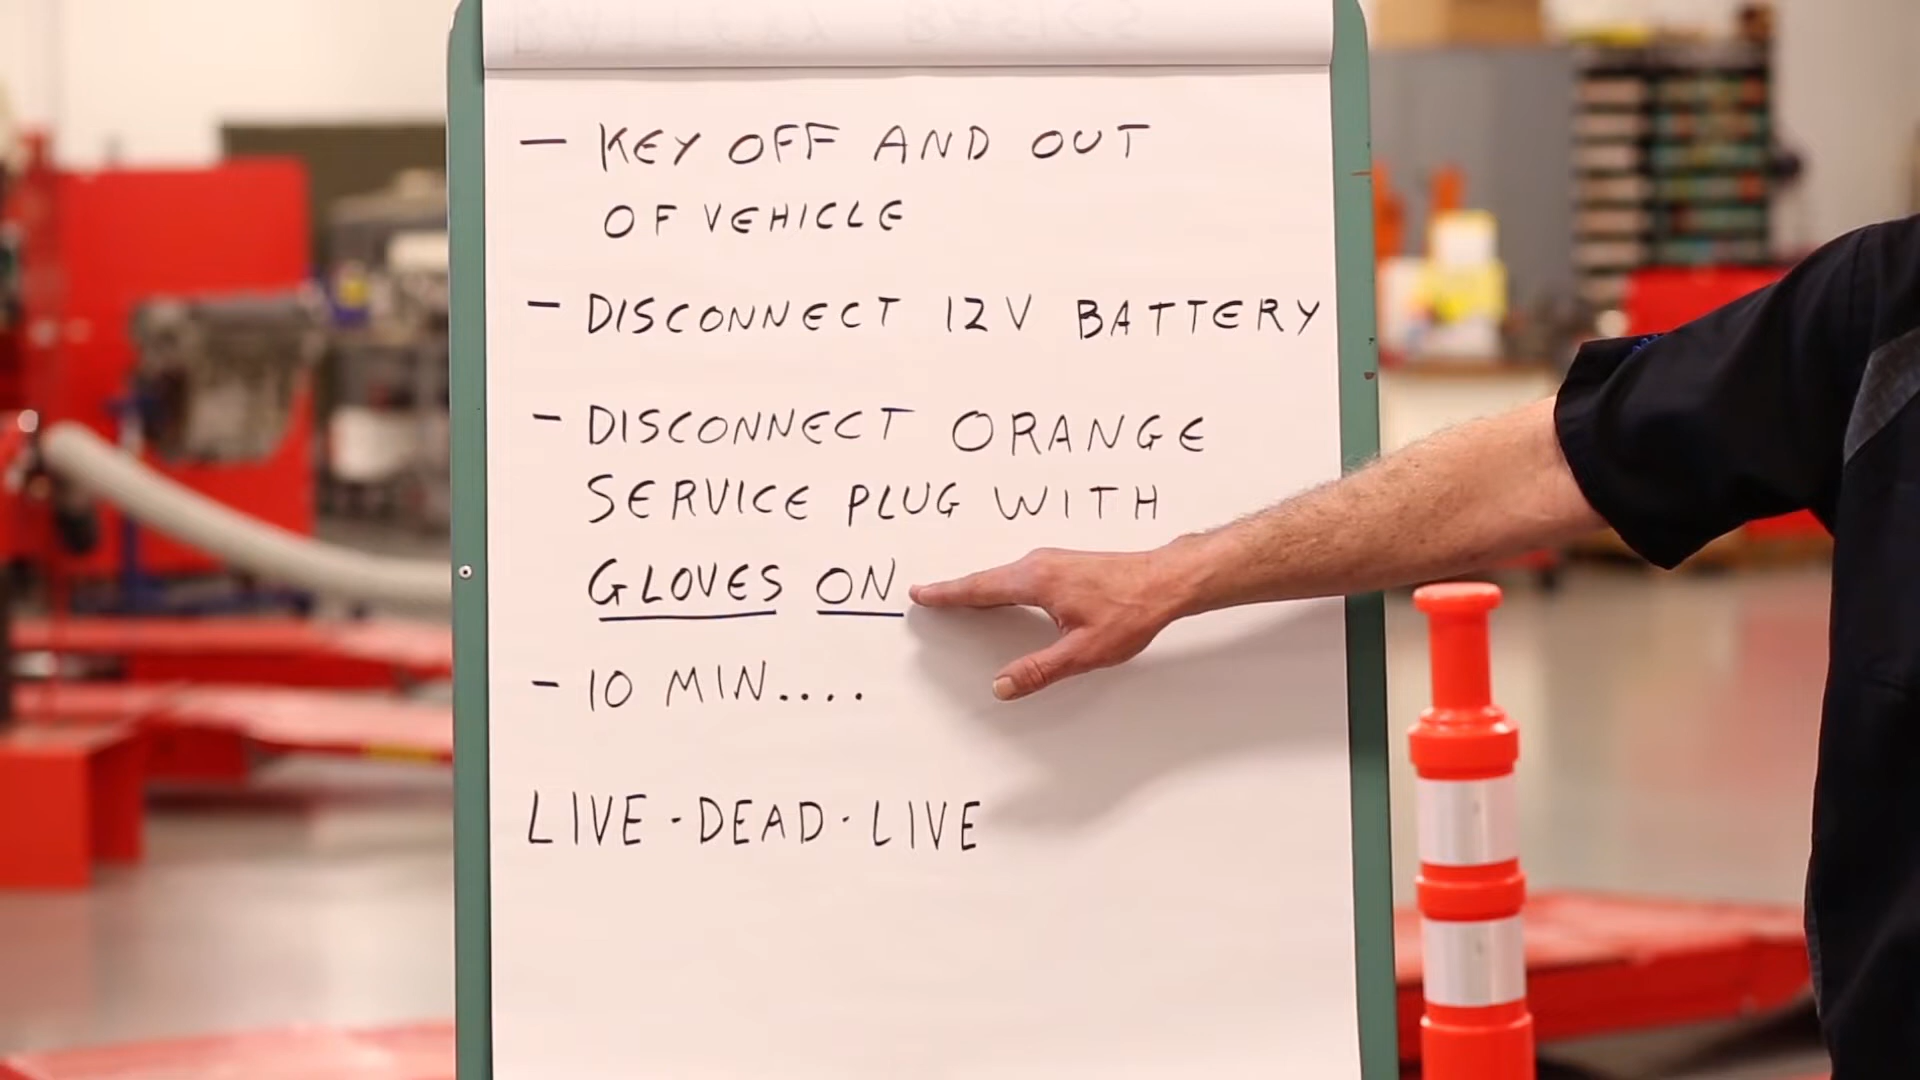 - KEY OFF AND OUT
OF VEHICLE
- DISCONNECT 12V BATTERY
- DISCONNECT ORANGE
SERVICE PLUG WITH
GLOVES ON
- 10 MIN....
LIVE - DEAD - LIVE